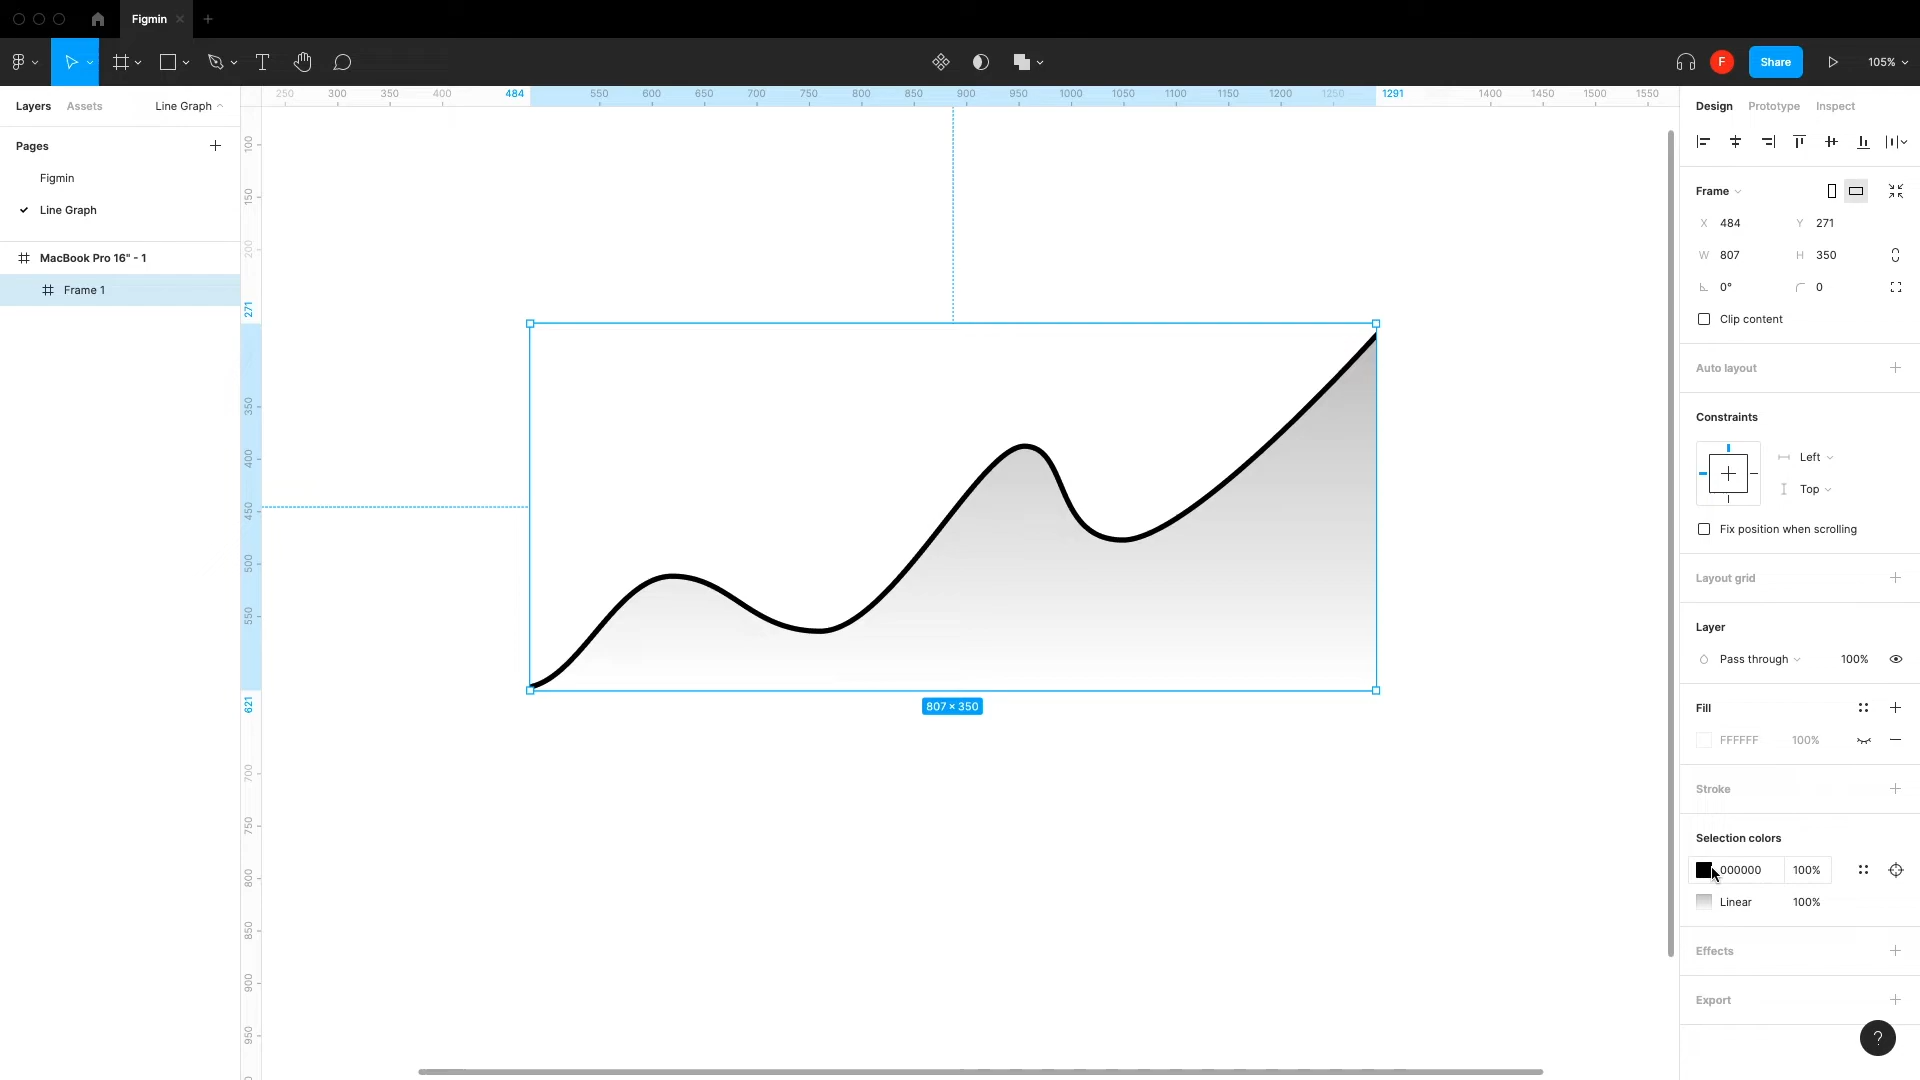 Figmin
105%
F
Share
Layers Assets Line Graph
Pages
Figmin
Line Graph
MacBook Pro 16" - 1
Frame 1
250 300 350 400 484 550 600 650 700 750 800 850 900 950 1000 1050 1100 1150 1200 1250 1291 1400 1450 1500 1550
100
150
200
271
350
400
450
500
550
621
700
750
800
850
900
950
807 × 350
Design Prototype Inspect
Frame
X 484 Y 271
W 807 H 350
0° 0
Clip content
Auto layout
Constraints
Left
Top
Fix position when scrolling
Layout grid
Layer
Pass through 100%
Fill
FFFFFF 100%
Stroke
Selection colors
000000 100%
Linear 100%
Effects
Export
?